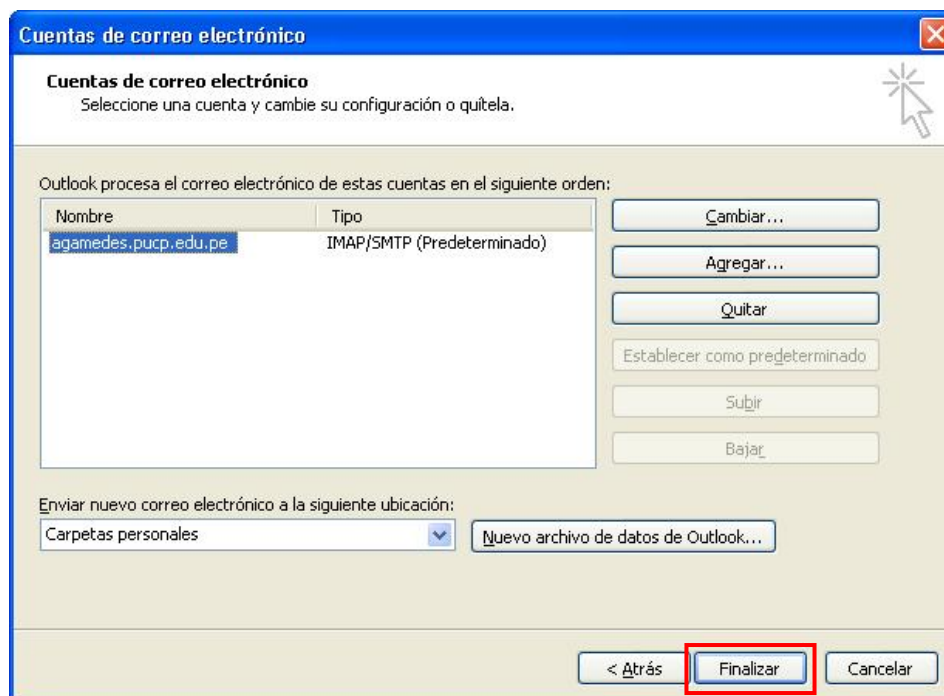 Cuentas de correo electrónico
Cuentas de correo electrónico
Seleccione una cuenta y cambie su configuración o quítela.
Outlook procesa el correo electrónico de estas cuentas en el siguiente orden:
Nombre Tipo
agamedes.pucp.edu.pe IMAP/SMTP (Predeterminado)
Cambiar...
Agregar...
Quitar
Establecer como predeterminado
Subir
Bajar
Enviar nuevo correo electrónico a la siguiente ubicación:
Carpetas personales Nuevo archivo de datos de Outlook...
< Atrás Finalizar Cancelar